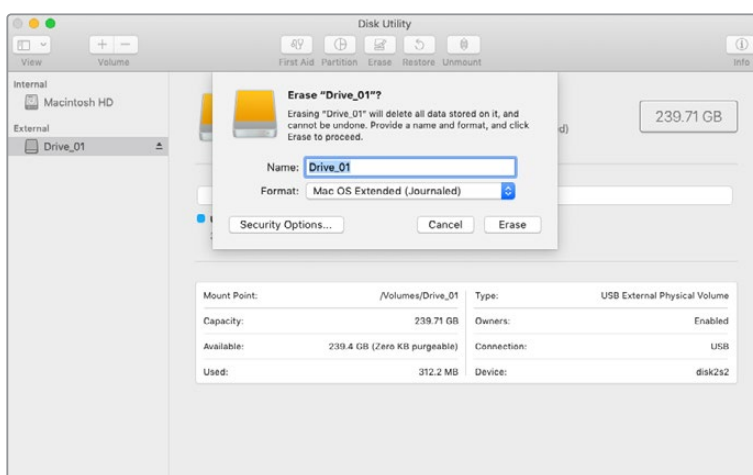 Disk Utility
View
Volume
First Aid
Partition
Erase
Restore
Unmount
Info
Internal
Macintosh HD
External
Drive_01
Erase “Drive_01”?
Erasing “Drive_01” will delete all data stored on it, and
cannot be undone. Provide a name and format, and click
Erase to proceed.
Name: Drive_01
Format: Mac OS Extended (Journaled)
Security Options...
Cancel
Erase
239.71 GB
Mount Point: /Volumes/Drive_01
Type: USB External Physical Volume
Capacity: 239.71 GB
Owners: Enabled
Available: 239.4 GB (Zero KB purgeable)
Connection: USB
Used: 312.2 MB
Device: disk2s2